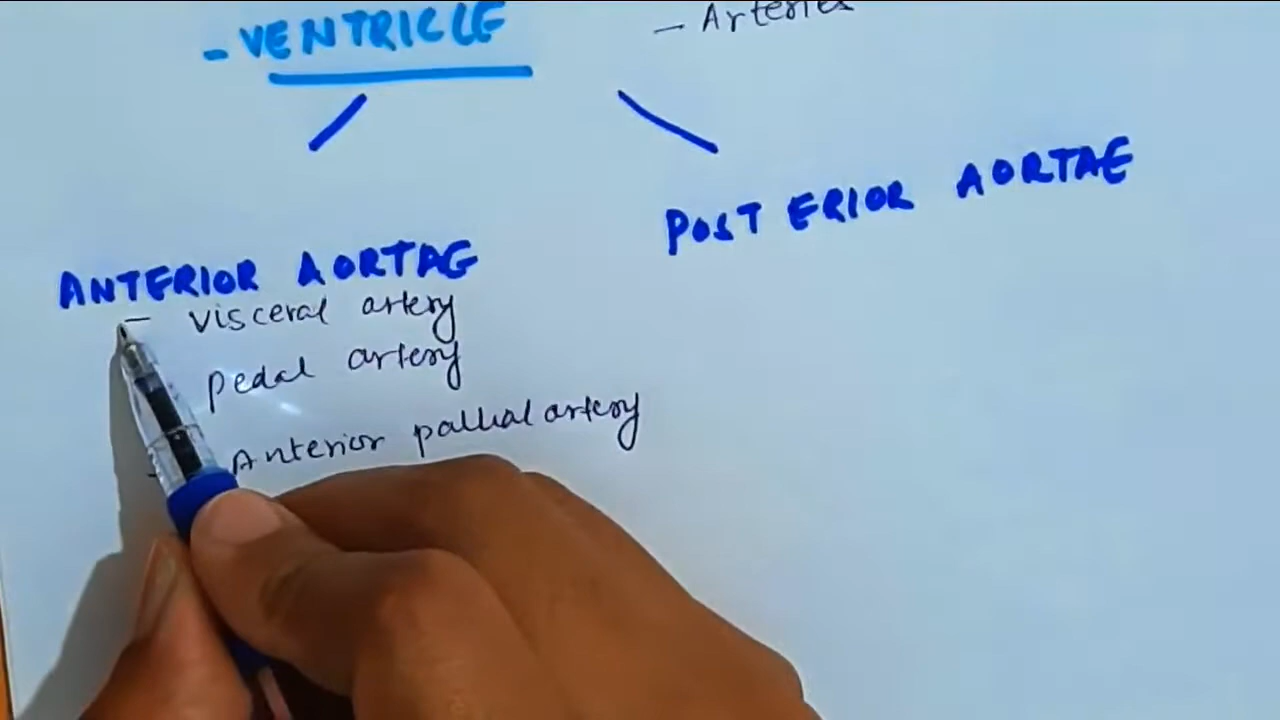 - VENTRICLE
- Arteries
ANTERIOR AORTAE
POSTERIOR AORTAE
- visceral artery
pedal artery
- Anterior pallial artery